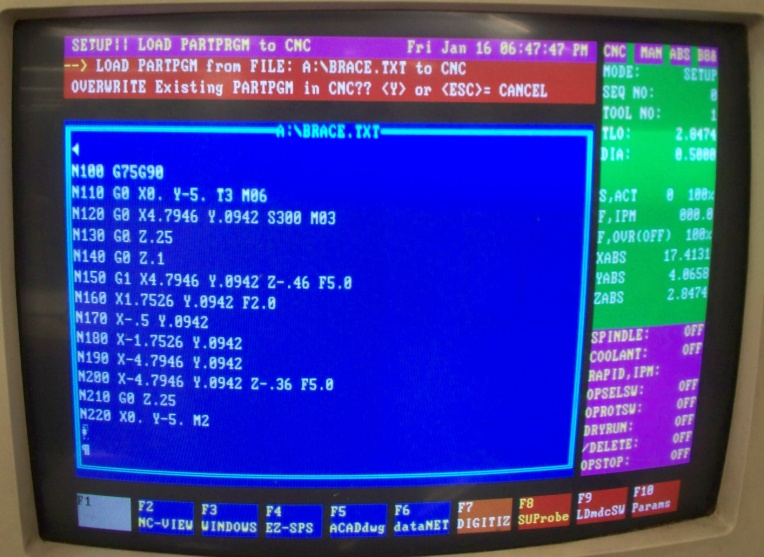 SETUP!! LOAD PARTPRGM to CNC Fri Jan 16 06:47:47 PM
--> LOAD PARTPGM from FILE: A:\BRACE.TXT to CNC
OVERWRITE Existing PARTPGM in CNC?? <Y> or <ESC>= CANCEL
A:\BRACE.TXT
N100 G75G90
N110 G0 X0. Y-5. T3 M06
N120 G0 X4.7946 Y.0942 S300 M03
N130 G0 Z.25
N140 G0 Z.1
N150 G1 X4.7946 Y.0942 Z-.46 F5.0
N160 X1.7526 Y.0942 F2.0
N170 X-.5 Y.0942
N180 X-1.7526 Y.0942
N190 X-4.7946 Y.0942
N200 X-4.7946 Y.0942 Z-.36 F5.0
N210 G0 Z.25
N220 X0. Y-5. M2
CNC MAN ABS
MODE: SETUP
SEQ NO: 0
TOOL NO: 1
TLO: 2.8474
DIA: 0.5000
S,ACT 0 100%
F,IPM 000.0
F,OVR(OFF) 100%
XABS 17.4131
YABS 4.0658
ZABS 2.8474
SPINDLE: OFF
COOLANT: OFF
RAPID,IPM:
OPSELSW: OFF
OPROTSW: OFF
DRYRUN: OFF
/DELETE: OFF
OPSTOP: OFF
F1 F2 F3 F4 F5 F6 F7 F8 F9 F10
NC-VIEW WINDOWS EZ-SPS ACADdwg dataNET DIGITIZ SUProbe LDmdcSW Params